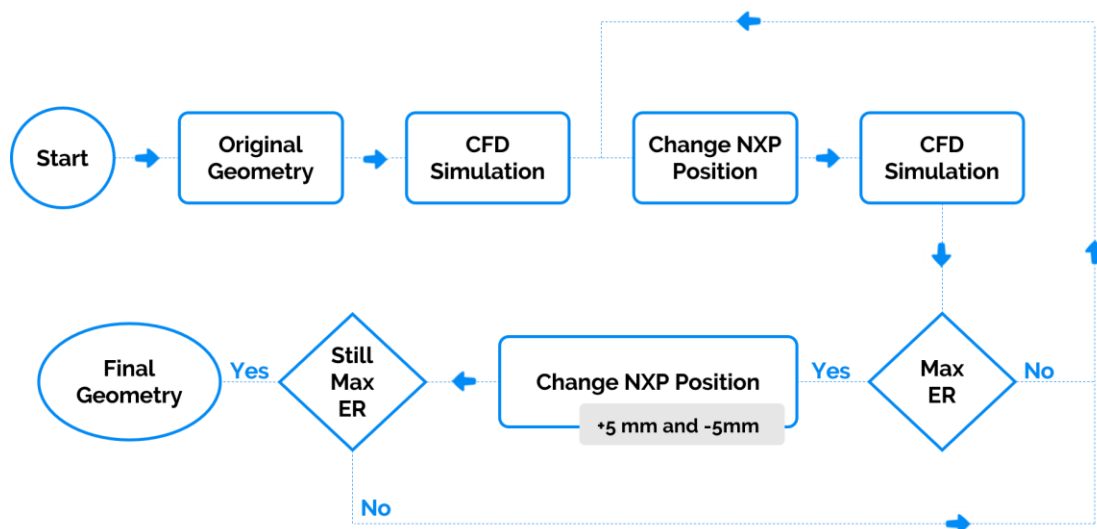 Start
Original
Geometry
CFD
Simulation
Change NXP
Position
CFD
Simulation
Max
ER
No
Yes
Change NXP Position
+5 mm and -5mm
Still
Max
ER
Yes
Final
Geometry
No